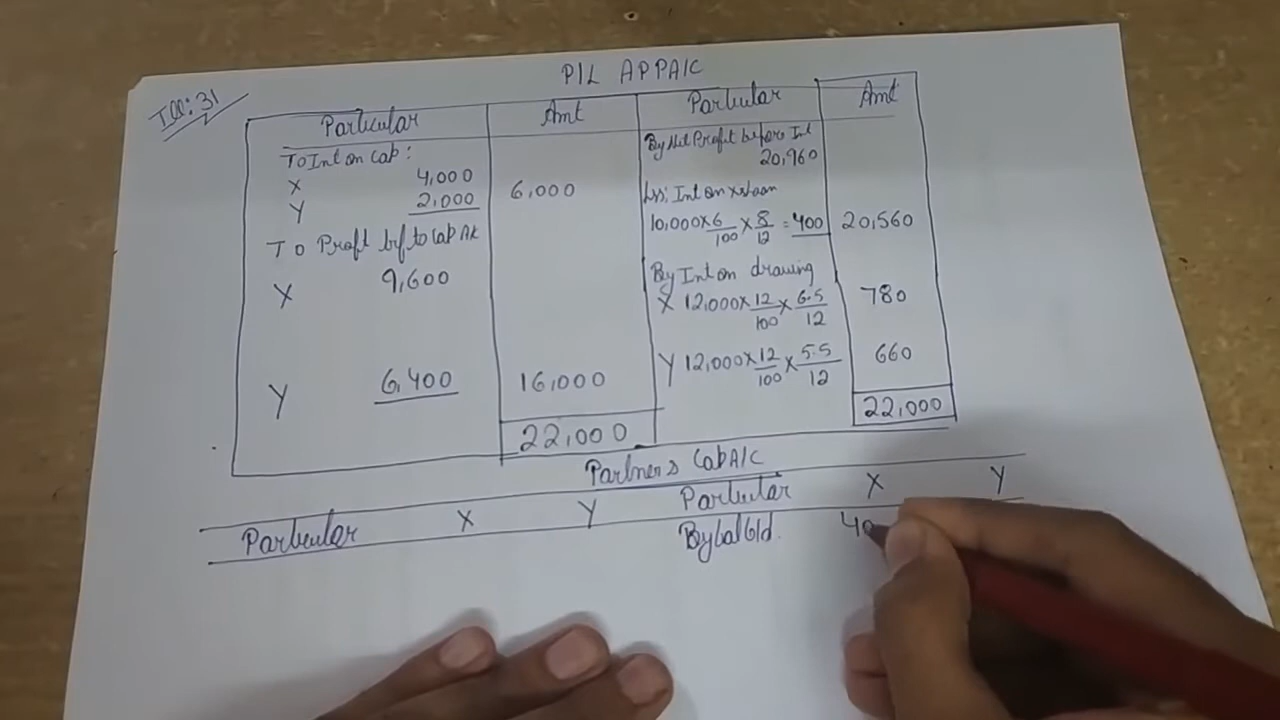 Ill: 31
P/L APP A/C
Particular Amt Particular Amt
To Int on Cap:
X 4,000
Y 2,000 6,000
To Profit trf to Cap A/c
X 9,600
Y 6,400 16,000
22,000
By Net Profit before Int
20,960
Less: Int on X's loan
10,000 × 6/100 × 8/12 = 400 20,560
By Int on drawing
X 12,000 × 12/100 × 6.5/12 780
Y 12,000 × 12/100 × 5.5/12 660
22,000
Partners Cap A/C
Particular X Y Particular X Y
By bal b/d. 40